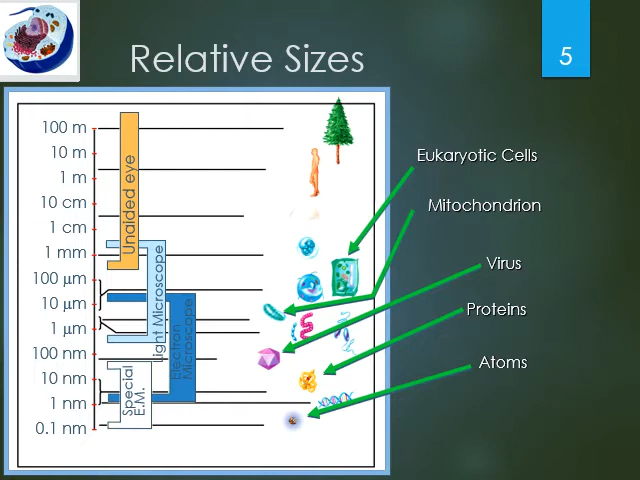 Relative Sizes
5
100 m
10 m
1 m
10 cm
1 cm
1 mm
100 µm
10 µm
1 µm
100 nm
10 nm
1 nm
0.1 nm
Unaided eye
Light Microscope
Electron
Microscope
Special
E.M.
Eukaryotic Cells
Mitochondrion
Virus
Proteins
Atoms